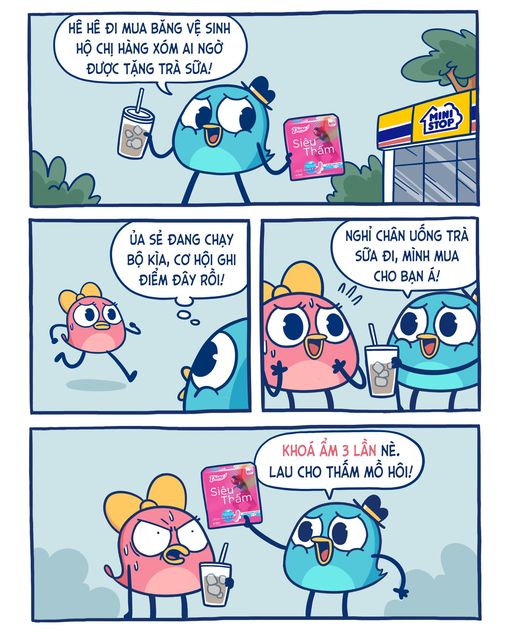 HÊ HÊ ĐI MUA BĂNG VỆ SINH
HỘ CHỊ HÀNG XÓM AI NGỜ
ĐƯỢC TẶNG TRÀ SỮA!
MINI
STOP
Diana
Siêu
Thấm
ỦA SẺ ĐANG CHẠY
BỘ KÌA, CƠ HỘI GHI
ĐIỂM ĐÂY RỒI!
NGHỈ CHÂN UỐNG TRÀ
SỮA ĐI, MÌNH MUA
CHO BẠN Á!
KHOÁ ẨM 3 LẦN NÈ.
LAU CHO THẤM MỒ HÔI!
Diana
Siêu
Thấm